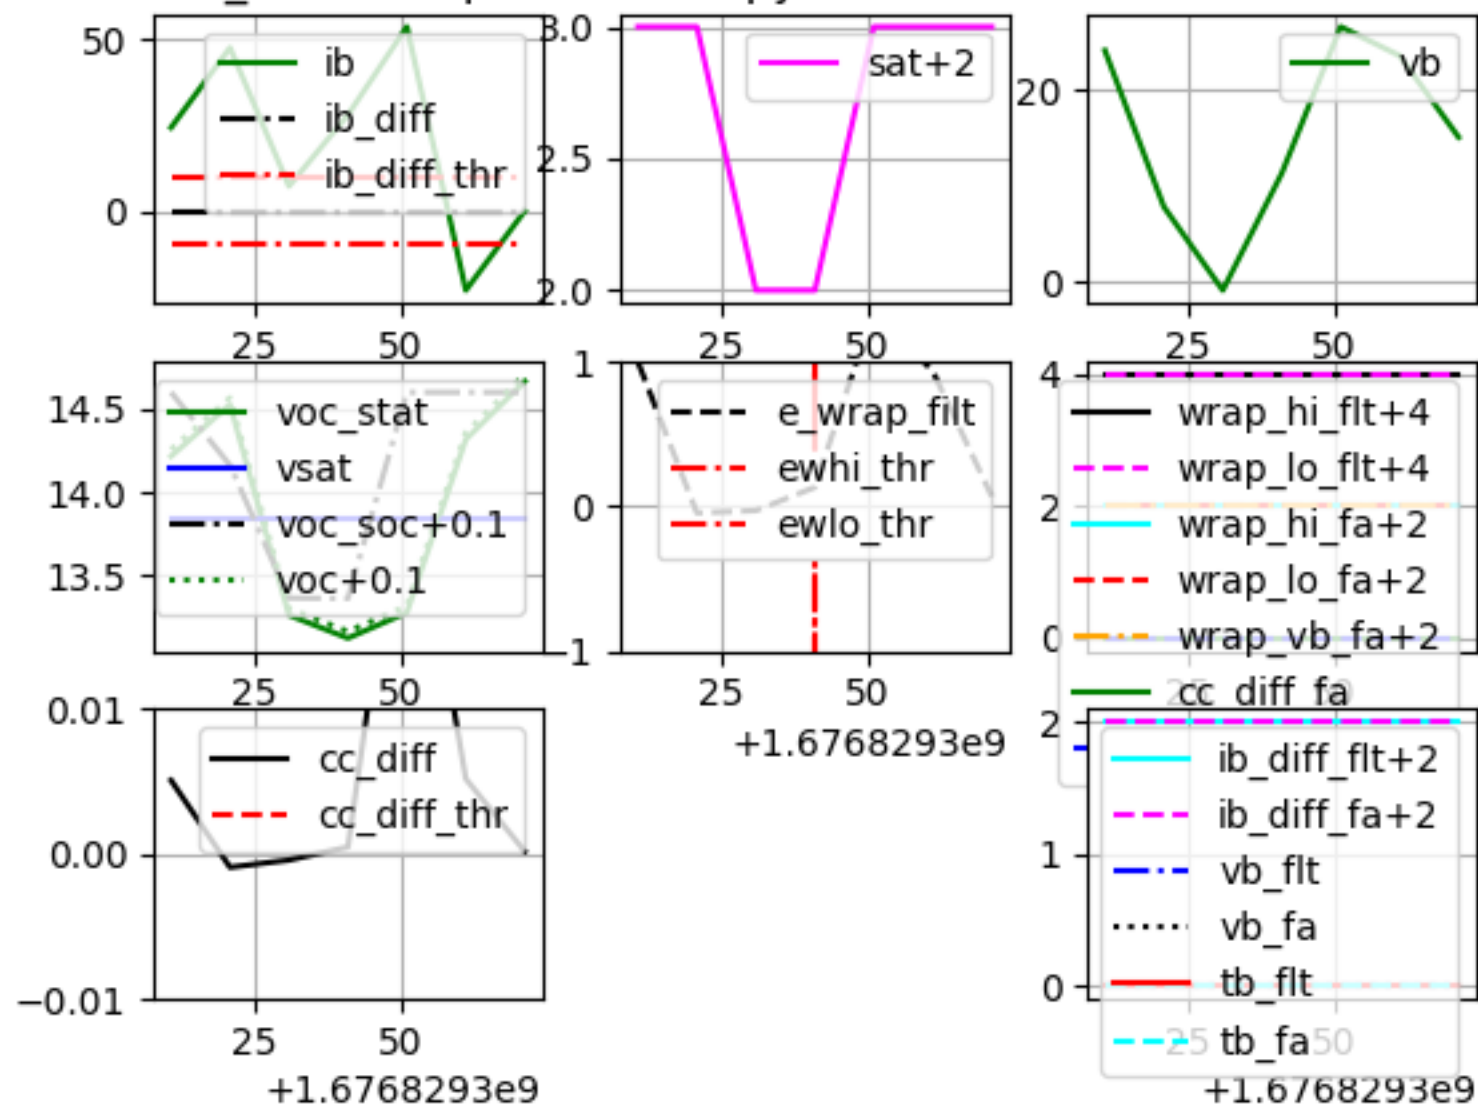 50
0
ib
ib_diff
ib_diff_thr
25
50
3.0
2.5
2.0
sat+2
25
50
20
0
vb
25
50
14.5
14.0
13.5
voc_stat
vsat
voc_soc+0.1
voc+0.1
25
50
1
0
−1
e_wrap_filt
ewhi_thr
ewlo_thr
25
50
+1.6768293e9
4
2
0
wrap_hi_flt+4
wrap_lo_flt+4
wrap_hi_fa+2
wrap_lo_fa+2
wrap_vb_fa+2
cc_diff_fa
0.01
0.00
−0.01
cc_diff
cc_diff_thr
25
50
+1.6768293e9
2
1
0
ib_diff_flt+2
ib_diff_fa+2
vb_flt
vb_fa
tb_flt
tb_fa
25
50
+1.6768293e9